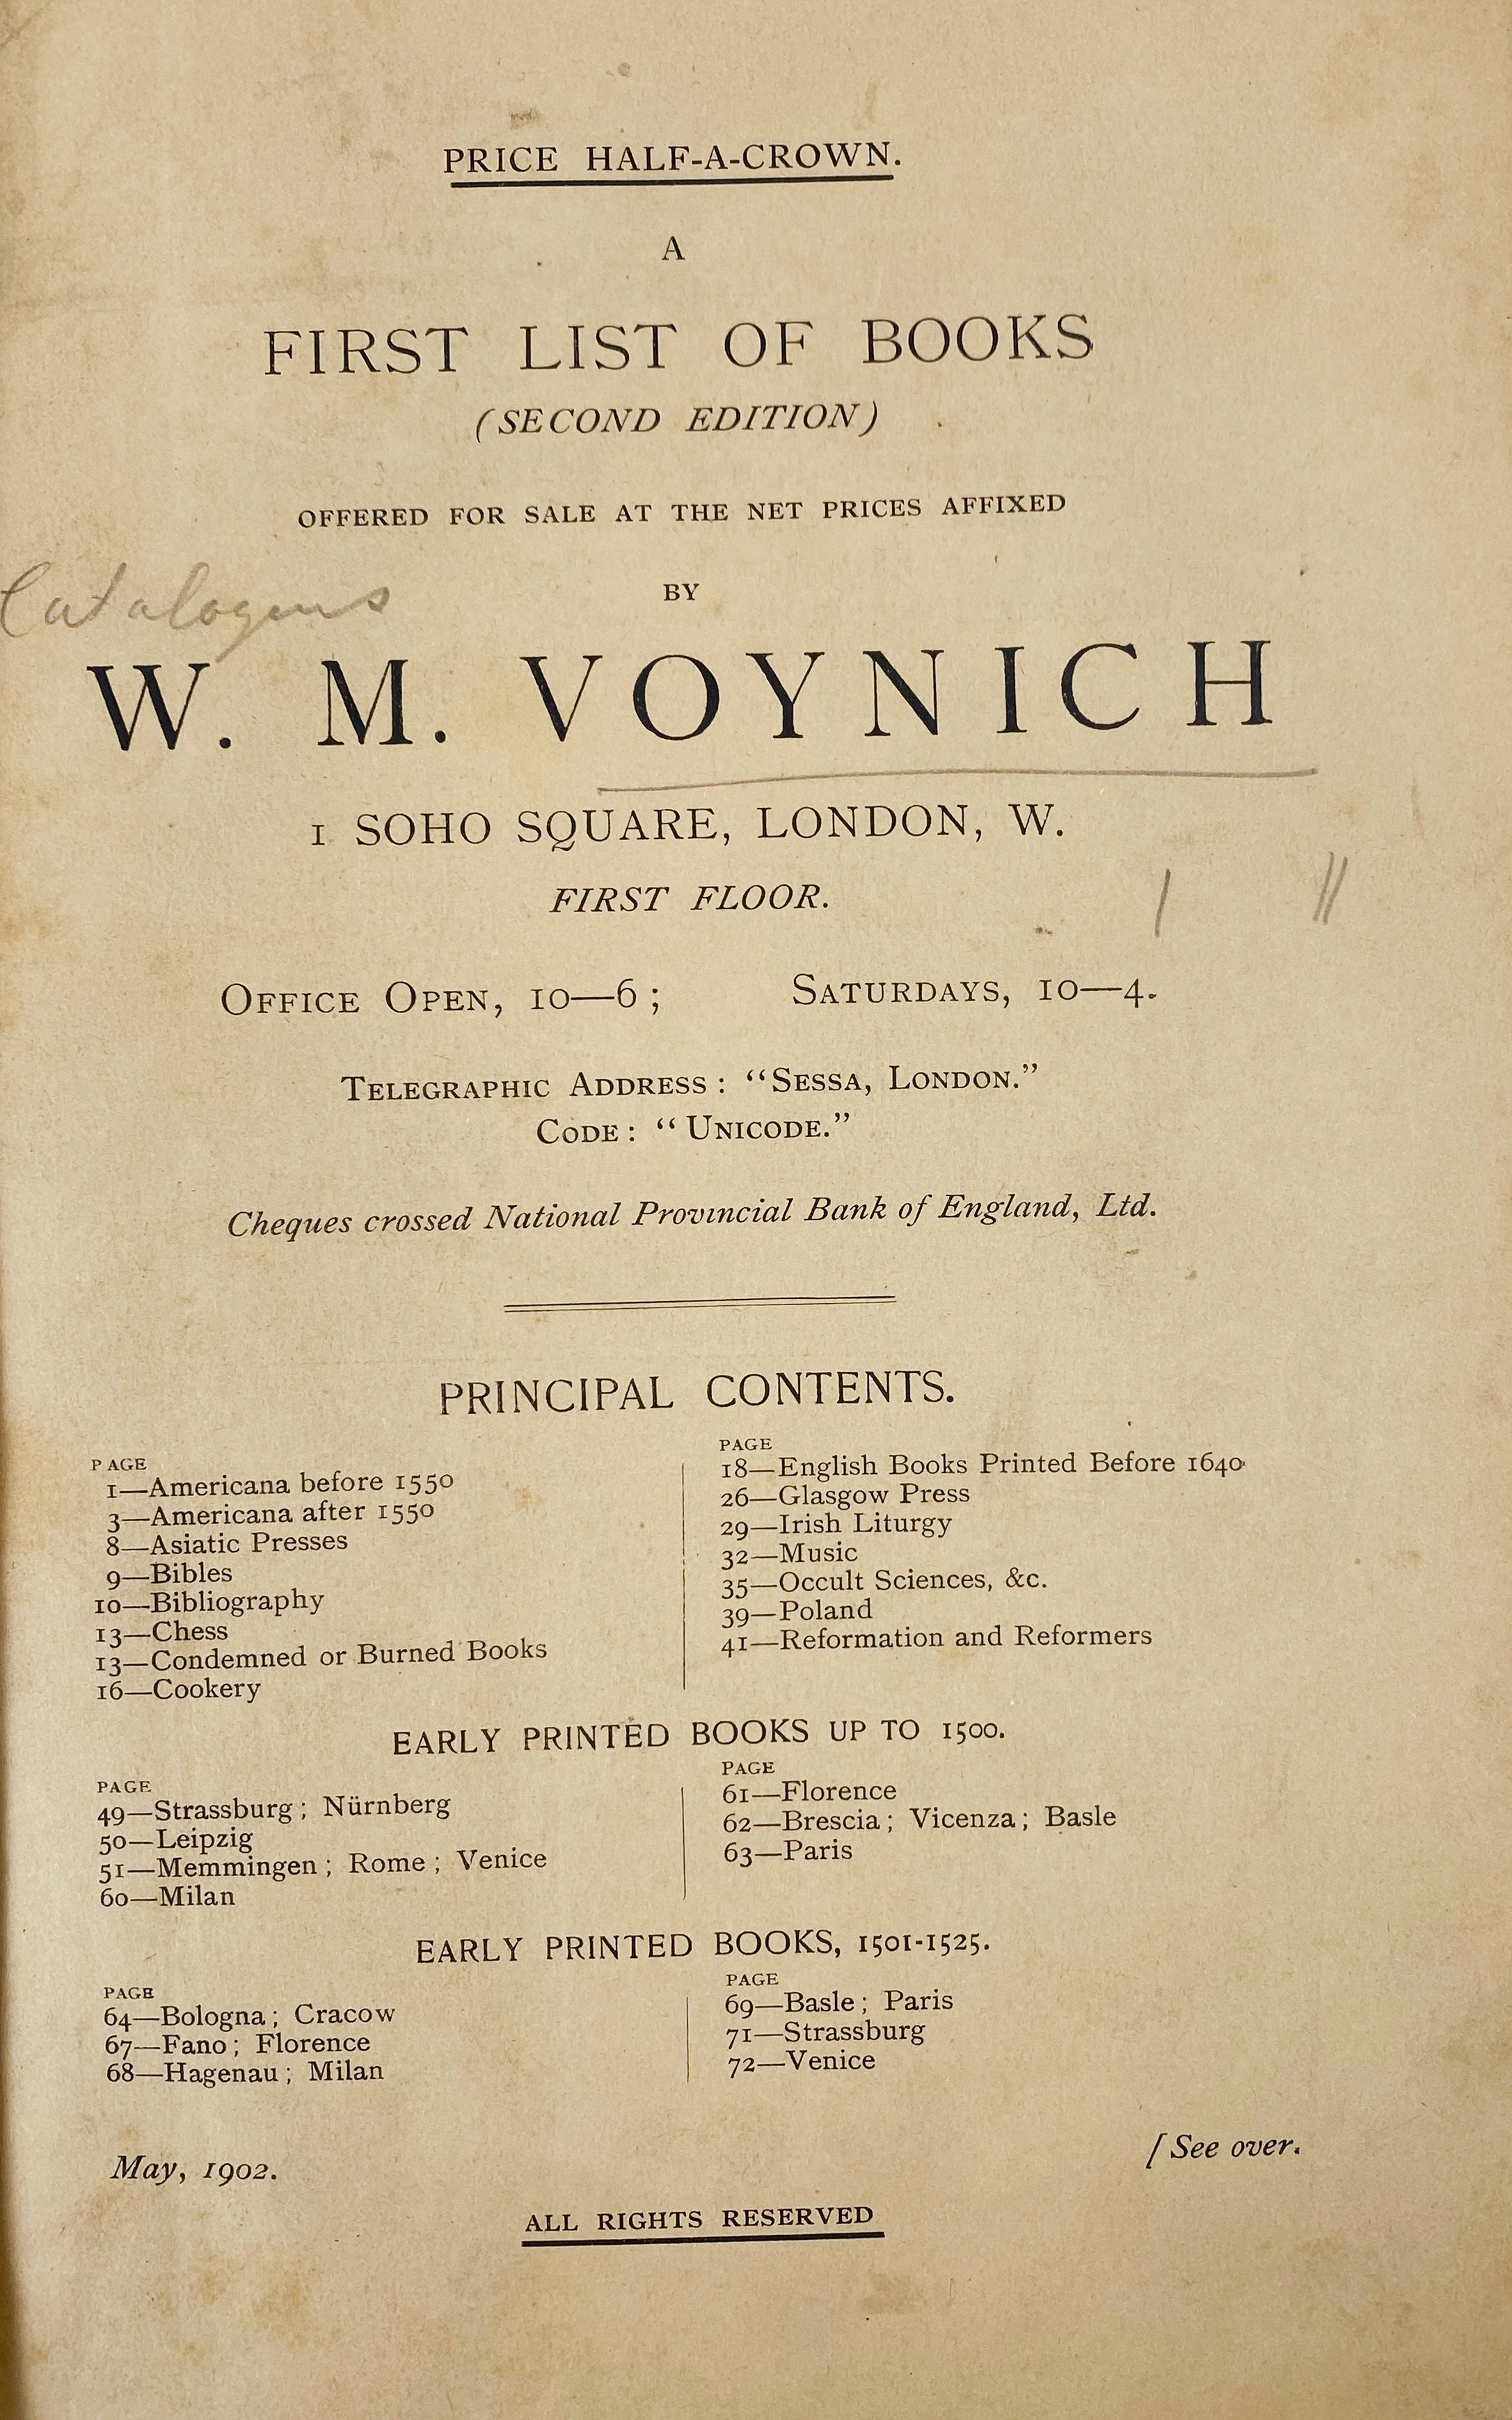 PRICE HALF-A-CROWN.
A
FIRST LIST OF BOOKS
(SECOND EDITION)
OFFERED FOR SALE AT THE NET PRICES AFFIXED
BY
Catalogus
W. M. VOYNICH
1 SOHO SQUARE, LONDON, W.
FIRST FLOOR.
OFFICE OPEN, 10—6; SATURDAYS, 10—4.
TELEGRAPHIC ADDRESS: “SESSA, LONDON.”
CODE: “UNICODE.”
Cheques crossed National Provincial Bank of England, Ltd.
PRINCIPAL CONTENTS.
PAGE
1—Americana before 1550
3—Americana after 1550
8—Asiatic Presses
9—Bibles
10—Bibliography
13—Chess
13—Condemned or Burned Books
16—Cookery
PAGE
18—English Books Printed Before 1640
26—Glasgow Press
29—Irish Liturgy
32—Music
35—Occult Sciences, &c.
39—Poland
41—Reformation and Reformers
EARLY PRINTED BOOKS UP TO 1500.
PAGE
49—Strassburg; Nürnberg
50—Leipzig
51—Memmingen; Rome; Venice
60—Milan
PAGE
61—Florence
62—Brescia; Vicenza; Basle
63—Paris
EARLY PRINTED BOOKS, 1501-1525.
PAGE
64—Bologna; Cracow
67—Fano; Florence
68—Hagenau; Milan
PAGE
69—Basle; Paris
71—Strassburg
72—Venice
[See over.
May, 1902.
ALL RIGHTS RESERVED